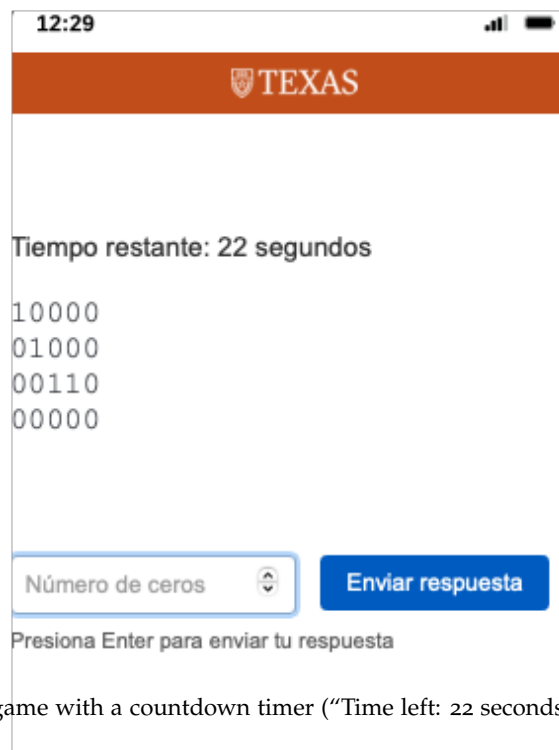 12:29
TEXAS
Tiempo restante: 22 segundos
10000
01000
00110
00000
Número de ceros
Enviar respuesta
Presiona Enter para enviar tu respuesta
game with a countdown timer (“Time left: 22 seconds